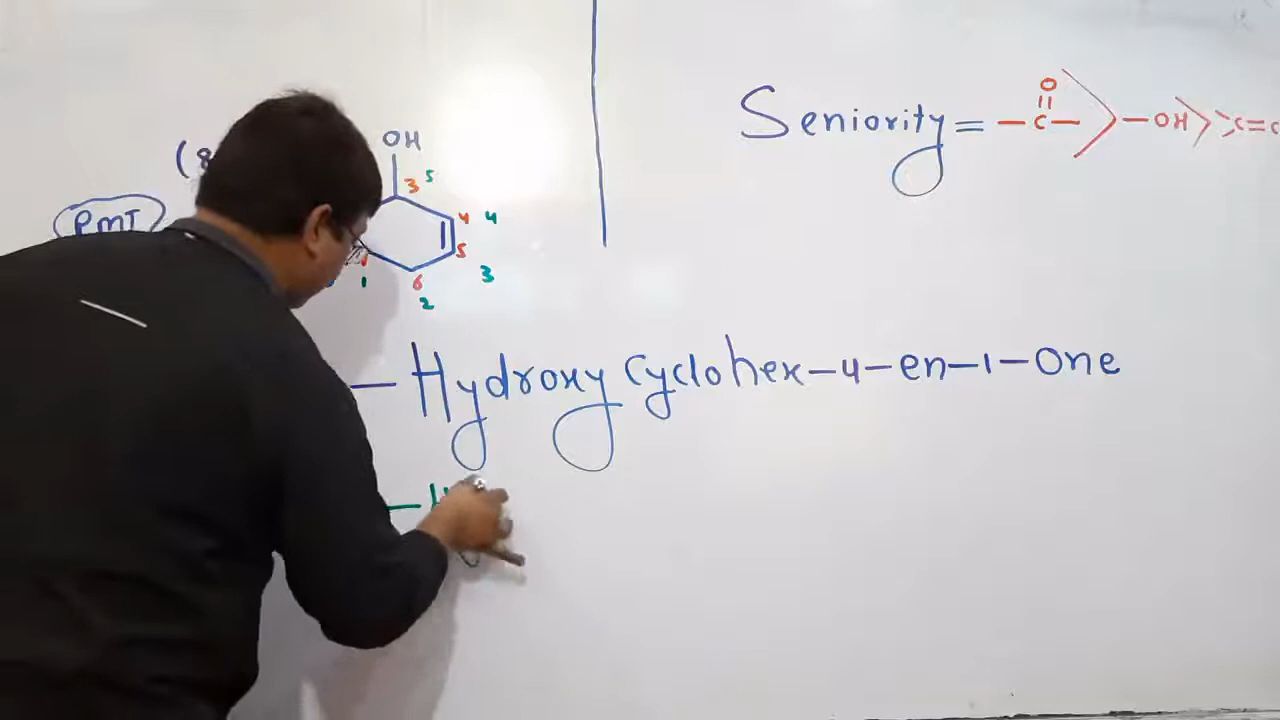 Seniority = O -C- > -OH > >C=C
(8
OH
PMT
3 5
4 4
5
3
1
6
2
- Hydroxy Cyclohex-4-en-1-One
-